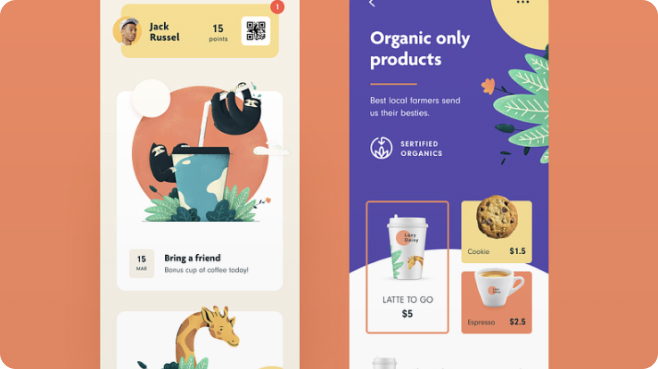 1
Jack
Russel
15
points
15
MAR
Bring a friend
Bonus cup of coffee today!
Organic only
products
Best local farmers send
us their besties.
SERTIFIED
ORGANICS
Lazy
Daisy
LATTE TO GO
$5
Cookie $1.5
Espresso $2.5